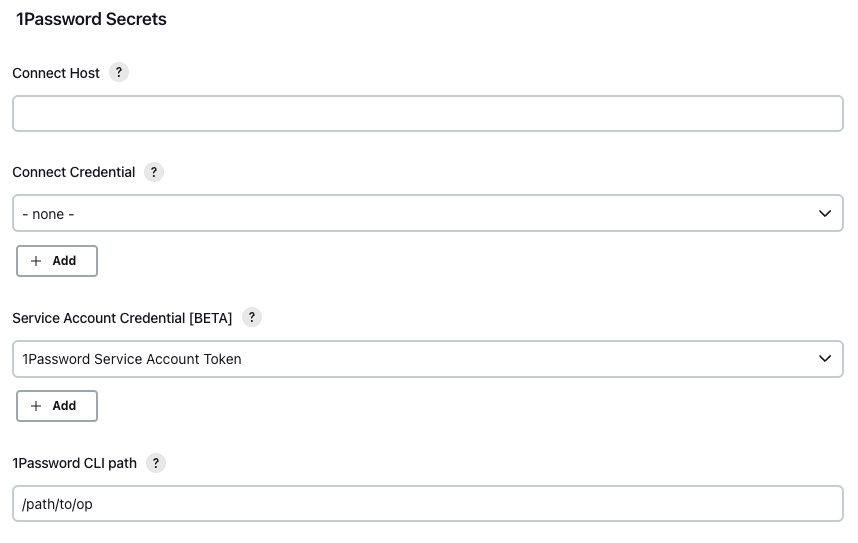 1Password Secrets
Connect Host ?
Connect Credential ?
- none -
+ Add
Service Account Credential [BETA] ?
1Password Service Account Token
+ Add
1Password CLI path ?
/path/to/op